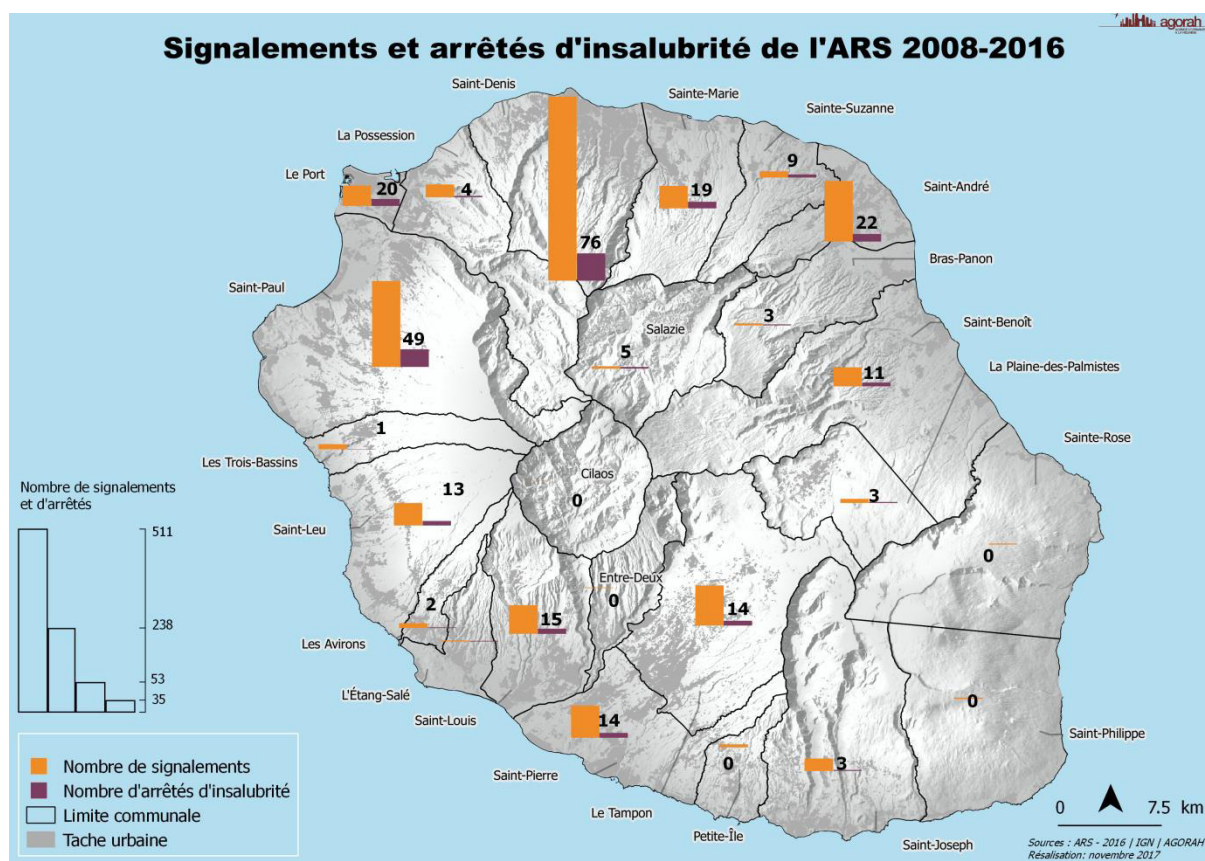 agorah
Signalements et arrêtés d'insalubrité de l'ARS 2008-2016
Saint-Denis
Sainte-Marie
Sainte-Suzanne
La Possession
Le Port
20
4
19
9
Saint-André
22
76
Bras-Panon
Saint-Paul
49
Salazie
3
5
Saint-Benoît
La Plaine-des-Palmistes
11
Sainte-Rose
1
Les Trois-Bassins
Cilaos
0
13
3
Saint-Leu
0
Nombre de signalements
et d'arrêtés
511
238
53
35
Entre-Deux
0
2
15
14
Les Avirons
L'Étang-Salé
Saint-Louis
14
0
Saint-Philippe
Saint-Pierre
0
3
Le Tampon
Petite-Île
Saint-Joseph
Nombre de signalements
Nombre d'arrêtés d'insalubrité
Limite communale
Tache urbaine
0 7.5 km
Sources : ARS - 2016 | IGN | AGORAH
Résalisation: novembre 2017